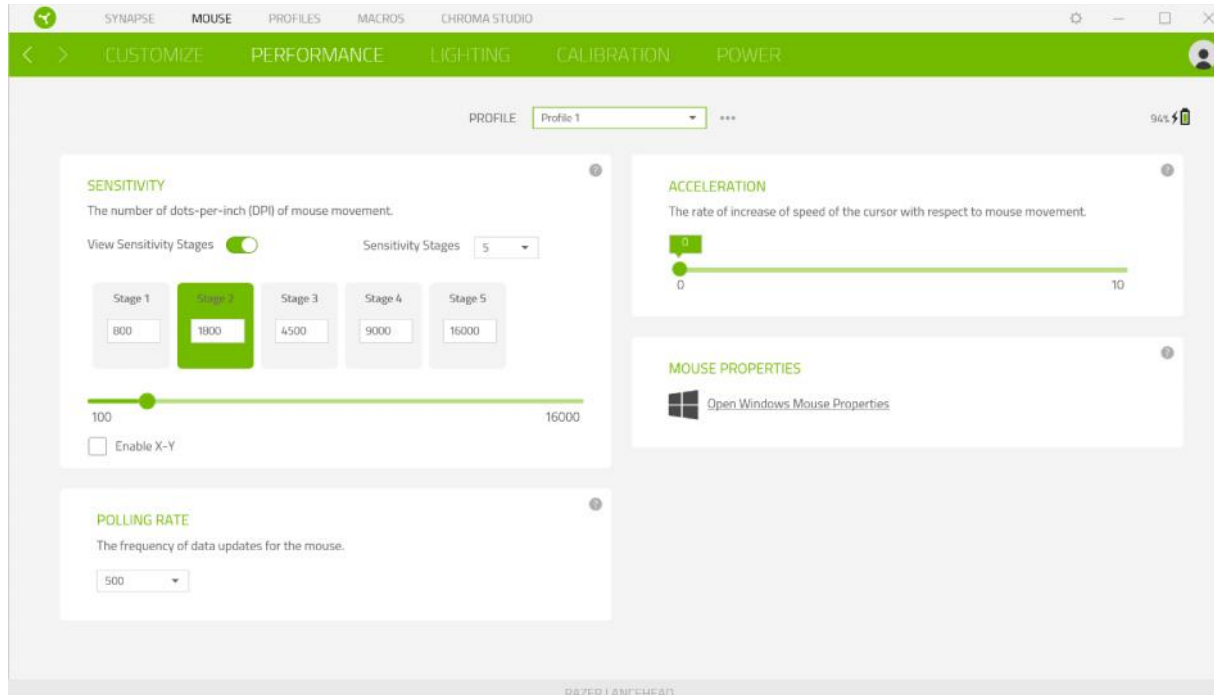 SYNAPSE MOUSE PROFILES MACROS CHROMA STUDIO
CUSTOMIZE PERFORMANCE LIGHTING CALIBRATION POWER
PROFILE Profile 1
94%
SENSITIVITY
The number of dots-per-inch (DPI) of mouse movement.
View Sensitivity Stages Sensitivity Stages 5
Stage 1 Stage 2 Stage 3 Stage 4 Stage 5
800 1800 4500 9000 16000
100 16000
Enable X-Y
POLLING RATE
The frequency of data updates for the mouse.
500
ACCELERATION
The rate of increase of speed of the cursor with respect to mouse movement.
0
0 10
MOUSE PROPERTIES
Open Windows Mouse Properties
RAZER LANCEHEAD